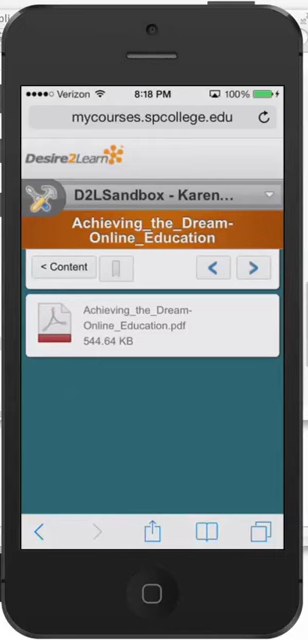 Verizon 8:18 PM 100%
mycourses.spcollege.edu
Desire2Learn
D2LSandbox - Karen...
Achieving_the_Dream-
Online_Education
< Content
Achieving_the_Dream-
Online_Education.pdf
544.64 KB